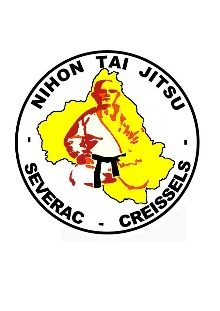 - NIHON TAI JITSU -
SEVERAC - CREISSELS